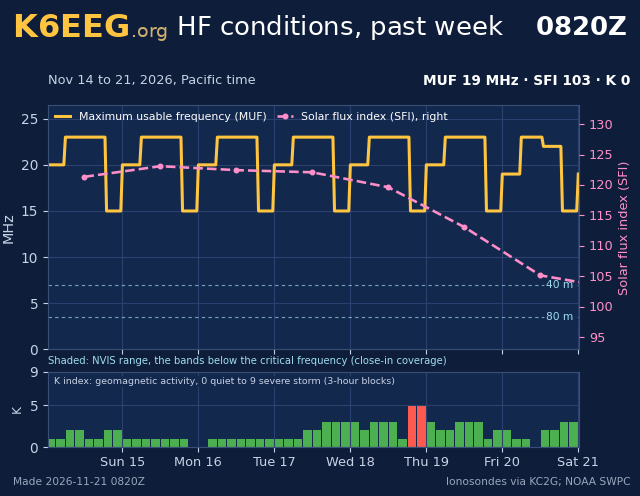 K6EEG.org HF conditions, past week 0820Z
Nov 14 to 21, 2026, Pacific time MUF 19 MHz · SFI 103 · K 0
Maximum usable frequency (MUF) Solar flux index (SFI), right
MHz
25
20
15
10
5
0
Solar flux index (SFI)
130
125
120
115
110
105
100
95
40 m
80 m
Shaded: NVIS range, the bands below the critical frequency (close-in coverage)
K index: geomagnetic activity, 0 quiet to 9 severe storm (3-hour blocks)
K
9
5
0
Sun 15 Mon 16 Tue 17 Wed 18 Thu 19 Fri 20 Sat 21
Made 2026-11-21 0820Z Ionosondes via KC2G; NOAA SWPC